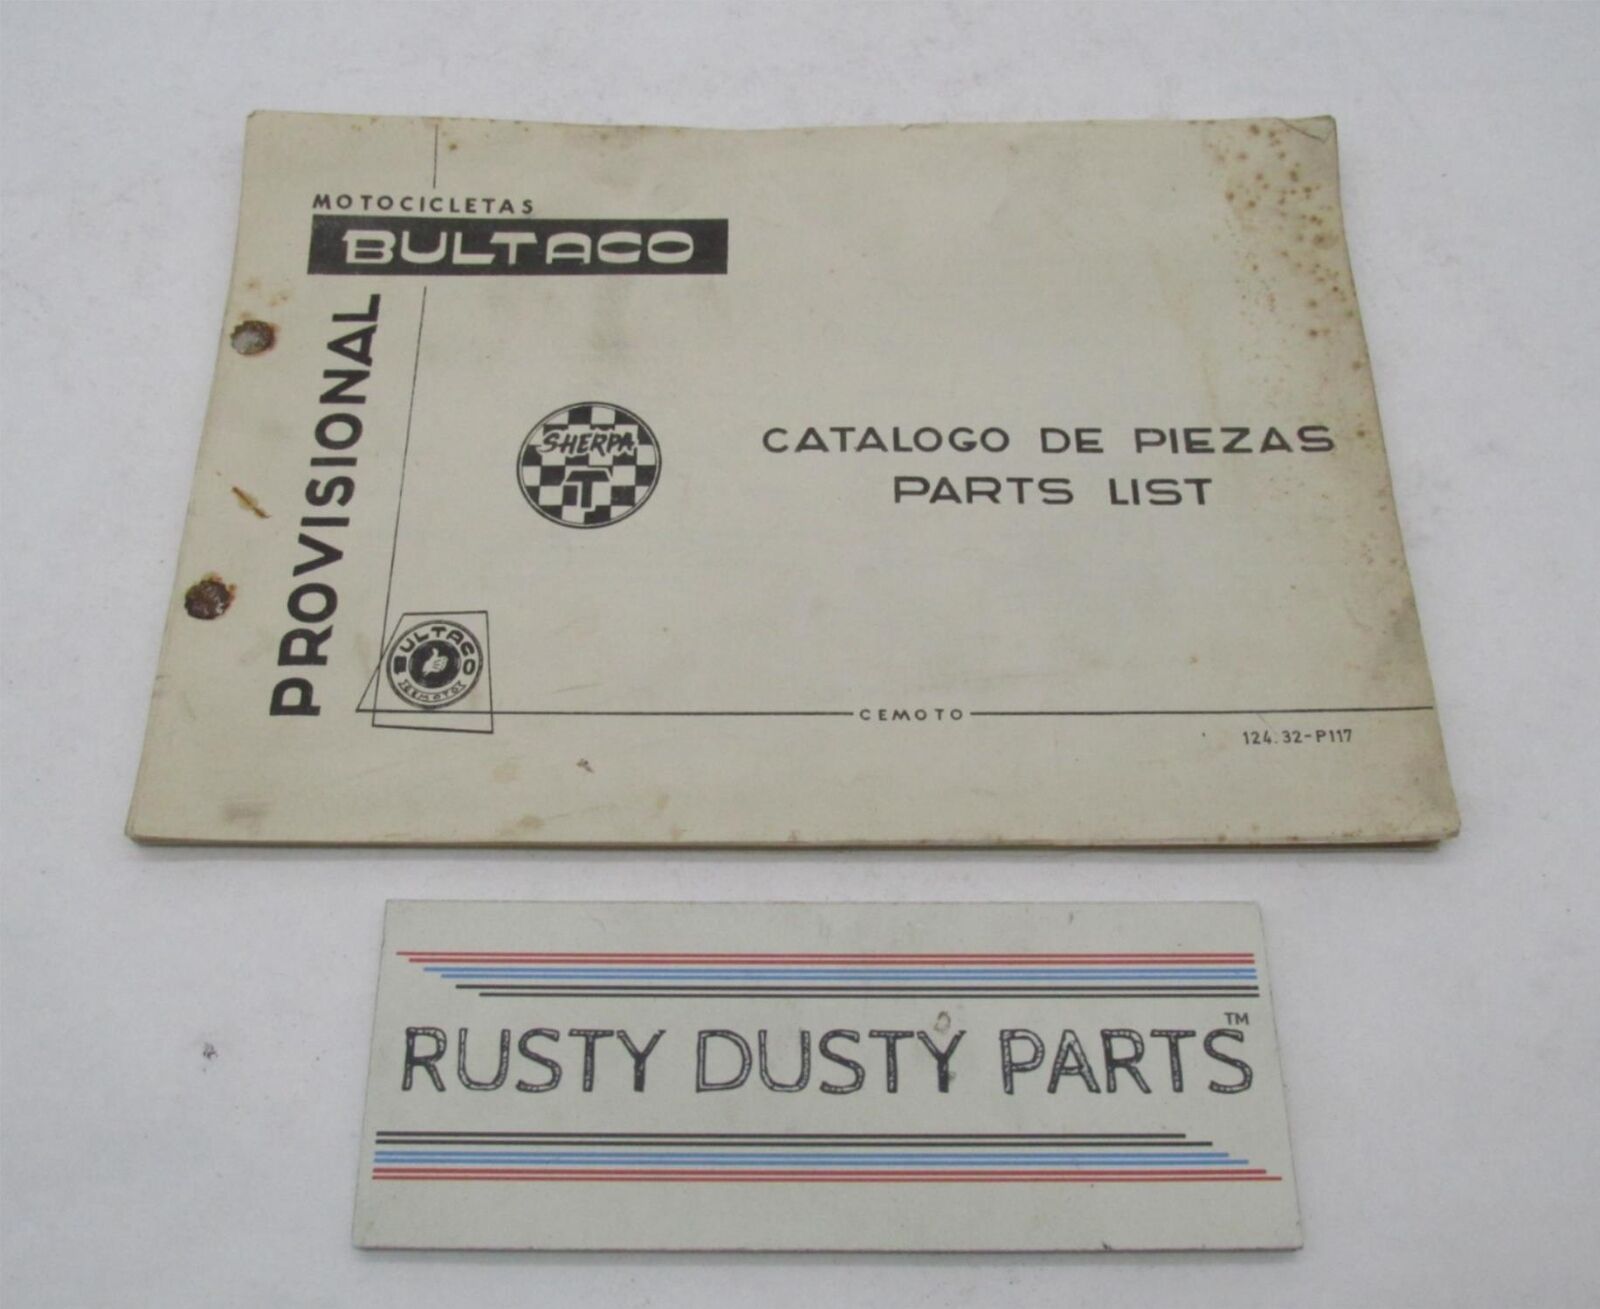 MOTOCICLETAS
BULTACO
PROVISIONAL
SHERPA
T
CATALOGO DE PIEZAS
PARTS LIST
BULTACO
CEMOTO
124.32-P117
RUSTY DUSTY PARTS™